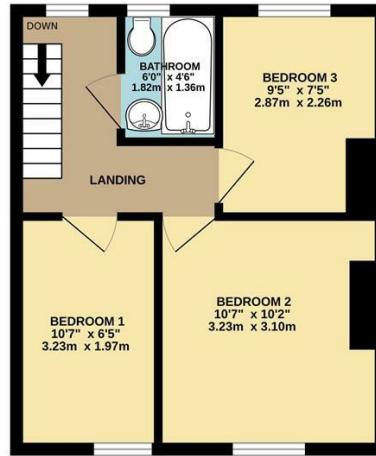 DOWN
BATHROOM
6'0" x 4'6"
1.82m x 1.36m
BEDROOM 3
9'5" x 7'5"
2.87m x 2.26m
LANDING
BEDROOM 1
10'7" x 6'5"
3.23m x 1.97m
BEDROOM 2
10'7" x 10'2"
3.23m x 3.10m